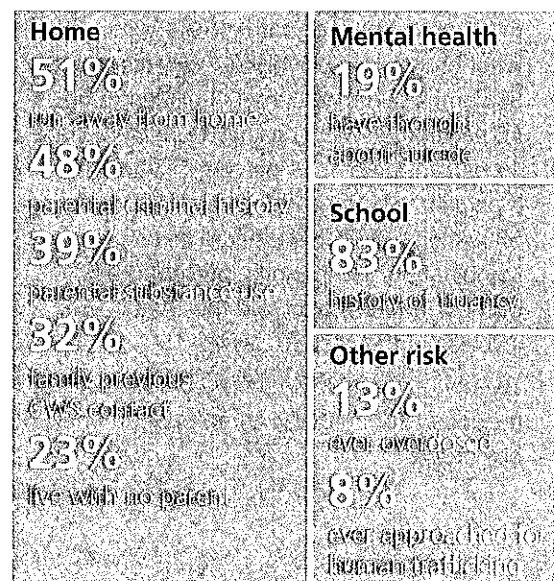 Home
51%
run away from home
48%
parental criminal history
39%
parental substance use
32%
family previous
CWS contact
23%
live with no parent
Mental health
19%
have thought
about suicide
School
83%
history of truancy
Other risk
13%
ever overdose
8%
ever approached for
human trafficking